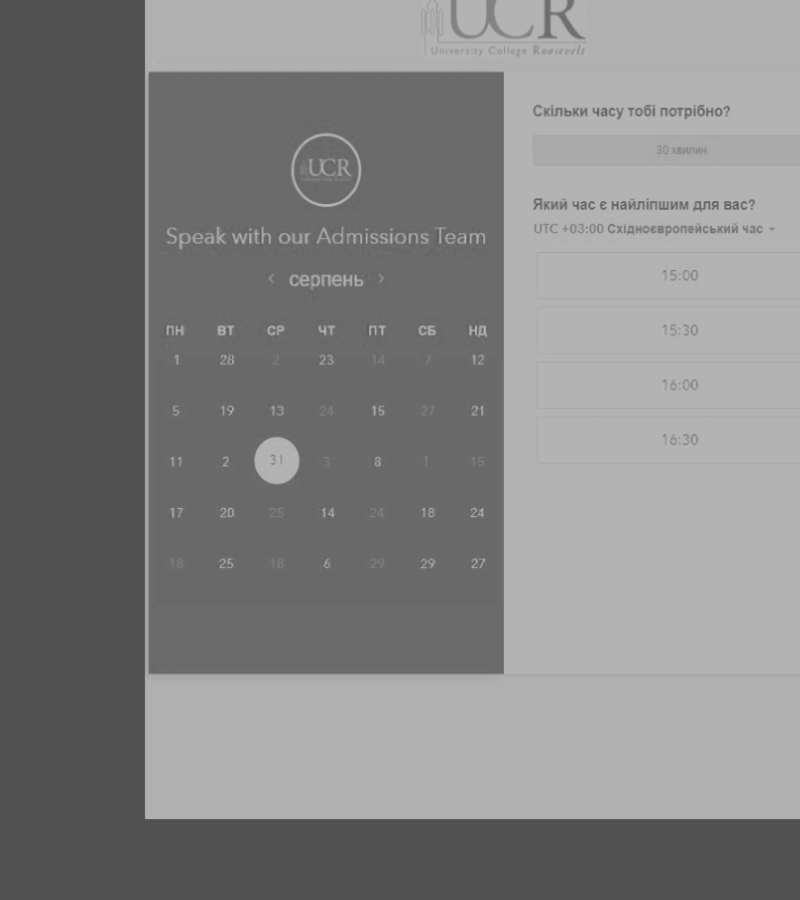 UCR
University College Roosevelt
UCR
Speak with our Admissions Team
< серпень >
ПН ВТ СР ЧТ ПТ СБ НД
1 28 2 23 14 7 12
5 19 13 24 15 27 21
11 2 31 3 8 1 15
17 20 25 14 24 18 24
18 25 18 6 29 29 27
Скільки часу тобі потрібно?
30 хвилин
Який час є найліпшим для вас?
UTC +03:00 Східноєвропейський час
15:00
15:30
16:00
16:30